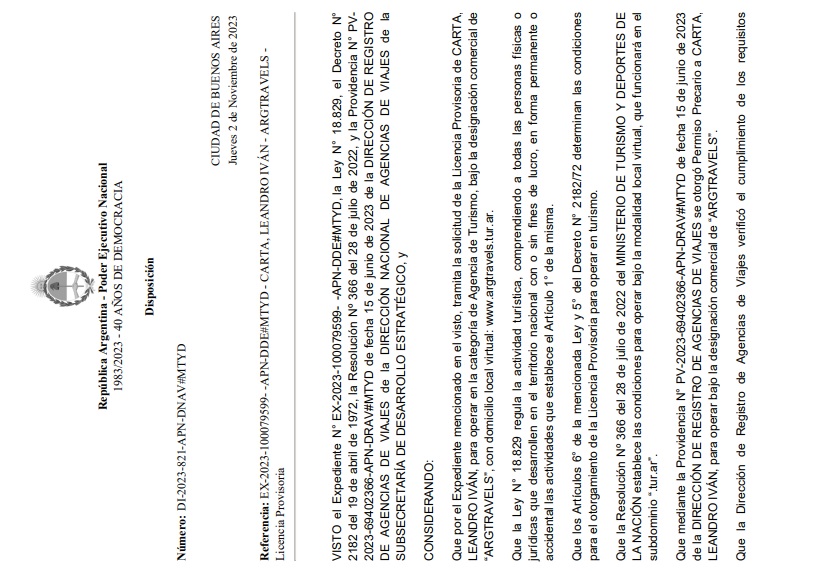 República Argentina - Poder Ejecutivo Nacional
1983/2023 - 40 AÑOS DE DEMOCRACIA
Disposición
Número: DI-2023-821-APN-DNAV#MTYD
CIUDAD DE BUENOS AIRES
Jueves 2 de Noviembre de 2023
Referencia: EX-2023-100079599- -APN-DDE#MTYD - CARTA, LEANDRO IVÁN - ARGTRAVELS -
Licencia Provisoria
VISTO el Expediente N° EX-2023-100079599- -APN-DDE#MTYD, la Ley N° 18.829, el Decreto N°
2182 del 19 de abril de 1972, la Resolución Nº 366 del 28 de julio de 2022, y la Providencia N° PV-
2023-69402366-APN-DRAV#MTYD de fecha 15 de junio de 2023 de la DIRECCIÓN DE REGISTRO
DE AGENCIAS DE VIAJES de la DIRECCIÓN NACIONAL DE AGENCIAS DE VIAJES de la
SUBSECRETARÍA DE DESARROLLO ESTRATÉGICO, y
CONSIDERANDO:
Que por el Expediente mencionado en el visto, tramita la solicitud de la Licencia Provisoria de CARTA,
LEANDRO IVÁN, para operar en la categoría de Agencia de Turismo, bajo la designación comercial de
“ARGTRAVELS”, con domicilio local virtual: www.argtravels.tur.ar.
Que la Ley N° 18.829 regula la actividad turística, comprendiendo a todas las personas físicas o
jurídicas que desarrollen en el territorio nacional con o sin fines de lucro, en forma permanente o
accidental las actividades que establece el Artículo 1° de la misma.
Que los Artículos 6° de la mencionada Ley y 5° del Decreto N° 2182/72 determinan las condiciones
para el otorgamiento de la Licencia Provisoria para operar en turismo.
Que la Resolución Nº 366 del 28 de julio de 2022 del MINISTERIO DE TURISMO Y DEPORTES DE
LA NACIÓN establece las condiciones para operar bajo la modalidad local virtual, que funcionará en el
subdominio “.tur.ar”.
Que mediante la Providencia N° PV-2023-69402366-APN-DRAV#MTYD de fecha 15 de junio de 2023
de la DIRECCIÓN DE REGISTRO DE AGENCIAS DE VIAJES se otorgó Permiso Precario a CARTA,
LEANDRO IVÁN, para operar bajo la designación comercial de “ARGTRAVELS”.
Que la Dirección de Registro de Agencias de Viajes verificó el cumplimiento de los requisitos